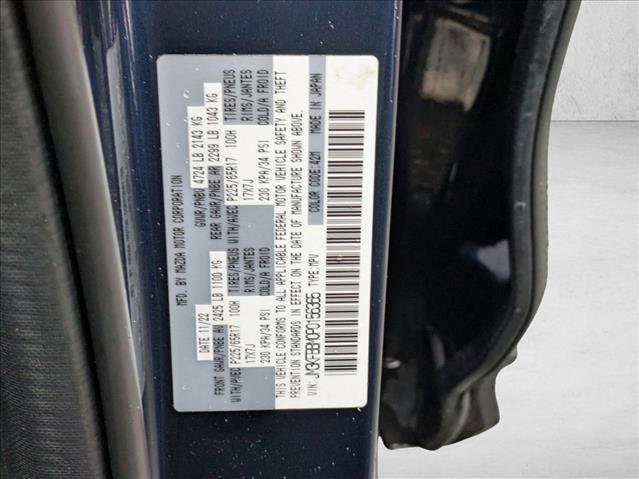 MFD. BY MAZDA MOTOR CORPORATION
DATE 11/22 GVWR/PNBV 4724 LB 2143 KG
FRONT GAWR/PNBE AV 2425 LB 1100 KG REAR GAWR/PNBE AR 2299 LB 1043 KG
WITH/AVEC P225/65R17 100H TIRES/PNEUS WITH/AVEC P225/65R17 100H TIRES/PNEUS
17X7J RIMS/JANTES 17X7J RIMS/JANTES
230 KPA/34 PSI COLD/A FROID 230 KPA/34 PSI COLD/A FROID
THIS VEHICLE CONFORMS TO ALL APPLICABLE FEDERAL MOTOR VEHICLE SAFETY AND THEFT
PREVENTION STANDARDS IN EFFECT ON THE DATE OF MANUFACTURE SHOWN ABOVE.
VIN: TYPE: MPV COLOR CODE: 42M MADE IN JAPAN